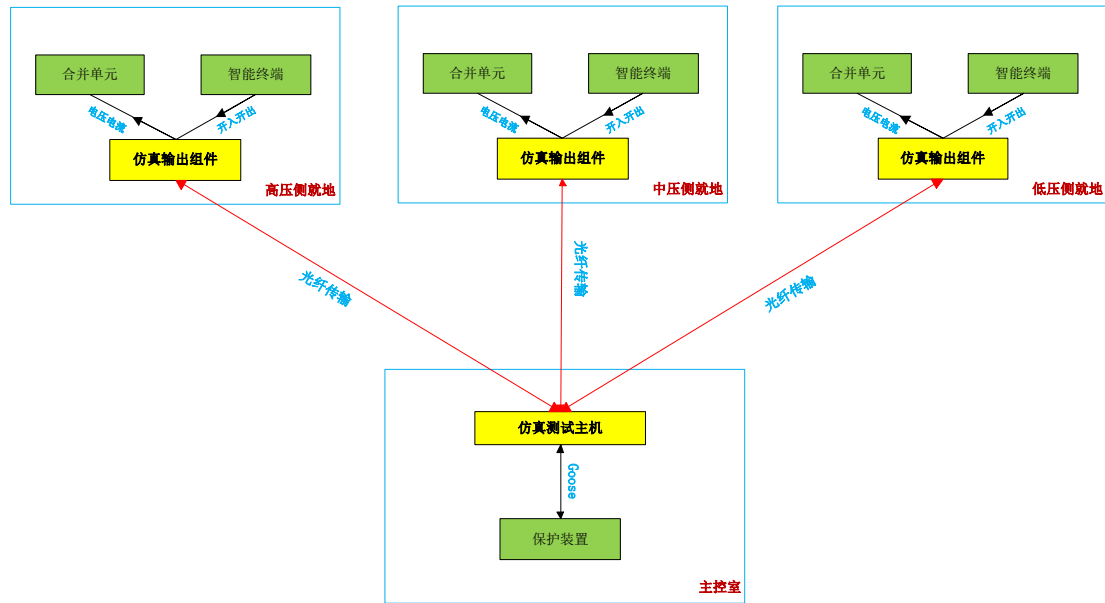 合并单元
智能终端
电压电流
开入开出
仿真输出组件
高压侧就地
合并单元
智能终端
电压电流
开入开出
仿真输出组件
中压侧就地
合并单元
智能终端
电压电流
开入开出
仿真输出组件
低压侧就地
光纤传输
光纤传输
光纤传输
仿真测试主机
Goose
保护装置
主控室